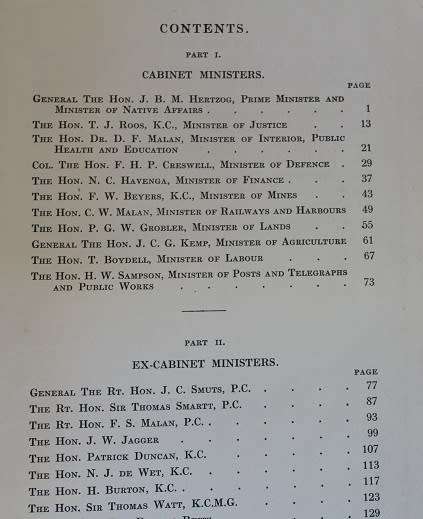 CONTENTS.
PART I.
CABINET MINISTERS.
PAGE
GENERAL THE HON. J. B. M. HERTZOG, PRIME MINISTER AND
MINISTER OF NATIVE AFFAIRS . . . . . 1
THE HON. T. J. ROOS, K.C., MINISTER OF JUSTICE . . 13
THE HON. DR. D. F. MALAN, MINISTER OF INTERIOR, PUBLIC
HEALTH AND EDUCATION . . . . . 21
COL. THE HON. F. H. P. CRESWELL, MINISTER OF DEFENCE . 29
THE HON. N. C. HAVENGA, MINISTER OF FINANCE . . . 37
THE HON. F. W. BEYERS, K.C., MINISTER OF MINES . . 43
THE HON. C. W. MALAN, MINISTER OF RAILWAYS AND HARBOURS 49
THE HON. P. G. W. GROBLER, MINISTER OF LANDS . . 55
GENERAL THE HON. J. C. G. KEMP, MINISTER OF AGRICULTURE 61
THE HON. T. BOYDELL, MINISTER OF LABOUR . . . 67
THE HON. H. W. SAMPSON, MINISTER OF POSTS AND TELEGRAPHS
AND PUBLIC WORKS . . . . . . . 73
PART II.
EX-CABINET MINISTERS.
PAGE
GENERAL THE RT. HON. J. C. SMUTS, P.C. . . . . 77
THE RT. HON. SIR THOMAS SMARTT, P.C. . . . . 87
THE RT. HON. F. S. MALAN, P.C. . . . . . 93
THE HON. J. W. JAGGER . . . . . 99
THE HON. PATRICK DUNCAN, K.C. . . . . 107
THE HON. N. J. DE WET, K.C. . . . . 113
THE HON. H. BURTON, K.C. . . . . . 117
THE HON. SIR THOMAS WATT, K.C.M.G. . . . . 123
129